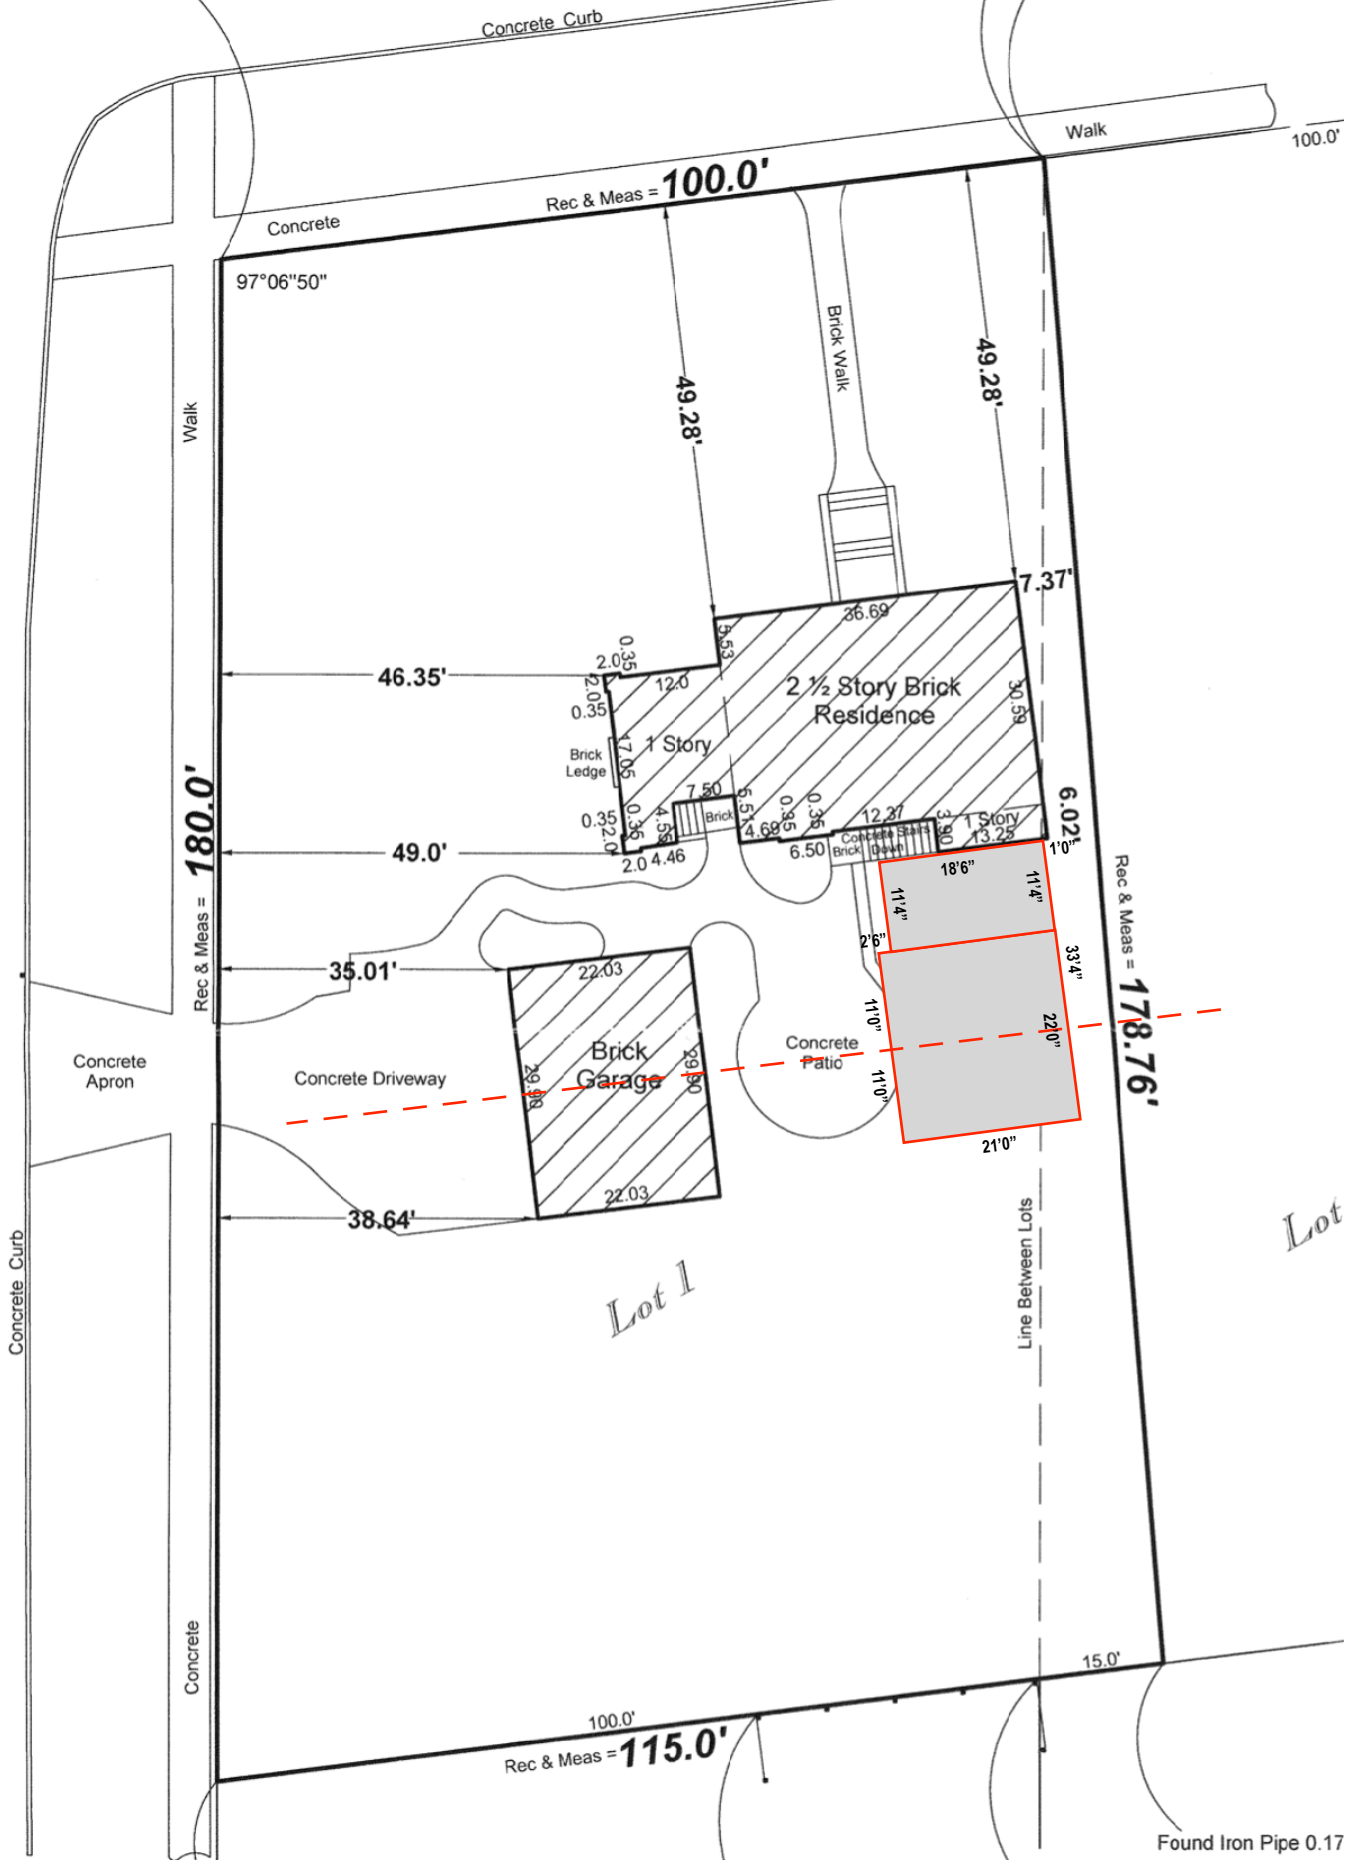 Concrete Curb
Walk
100.0'
Rec & Meas = 100.0'
Concrete
97°06"50"
Walk
Brick Walk
49.28'
49.28'
7.37'
36.69
5.53
0.35
2.0
12.0
46.35'
2.0
0.35
2 ½ Story Brick
Residence
30.59
1 Story
17.05
Brick
Ledge
180.0'
Rec & Meas =
7.50
Brick
5.51
4.69
0.35
0.35
12.37
3.90
1 Story
13.25
6.02'
0.35
2.0
0.35
4.58
49.0'
2.0
4.46
6.50
Concrete Stairs
Brick
Down
1'0"
18'6"
11'4"
11'4"
Rec & Meas = 178.76'
2'6"
33'4"
35.01'
22.03
11'0"
22'0"
Concrete
Apron
Concrete Driveway
Brick
Garage
29.90
29.90
Concrete
Patio
11'0"
21'0"
22.03
38.64'
Concrete Curb
Lot 1
Line Between Lots
Lot
Concrete
15.0'
100.0'
Rec & Meas = 115.0'
Found Iron Pipe 0.17